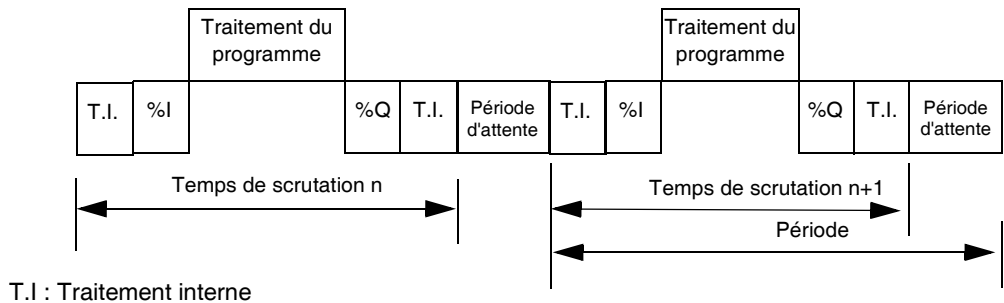 Traitement du
programme
Traitement du
programme
T.I.
%I
%Q
T.I.
Période
d'attente
T.I.
%I
%Q
T.I.
Période
d'attente
Temps de scrutation n
Temps de scrutation n+1
Période
T.I : Traitement interne